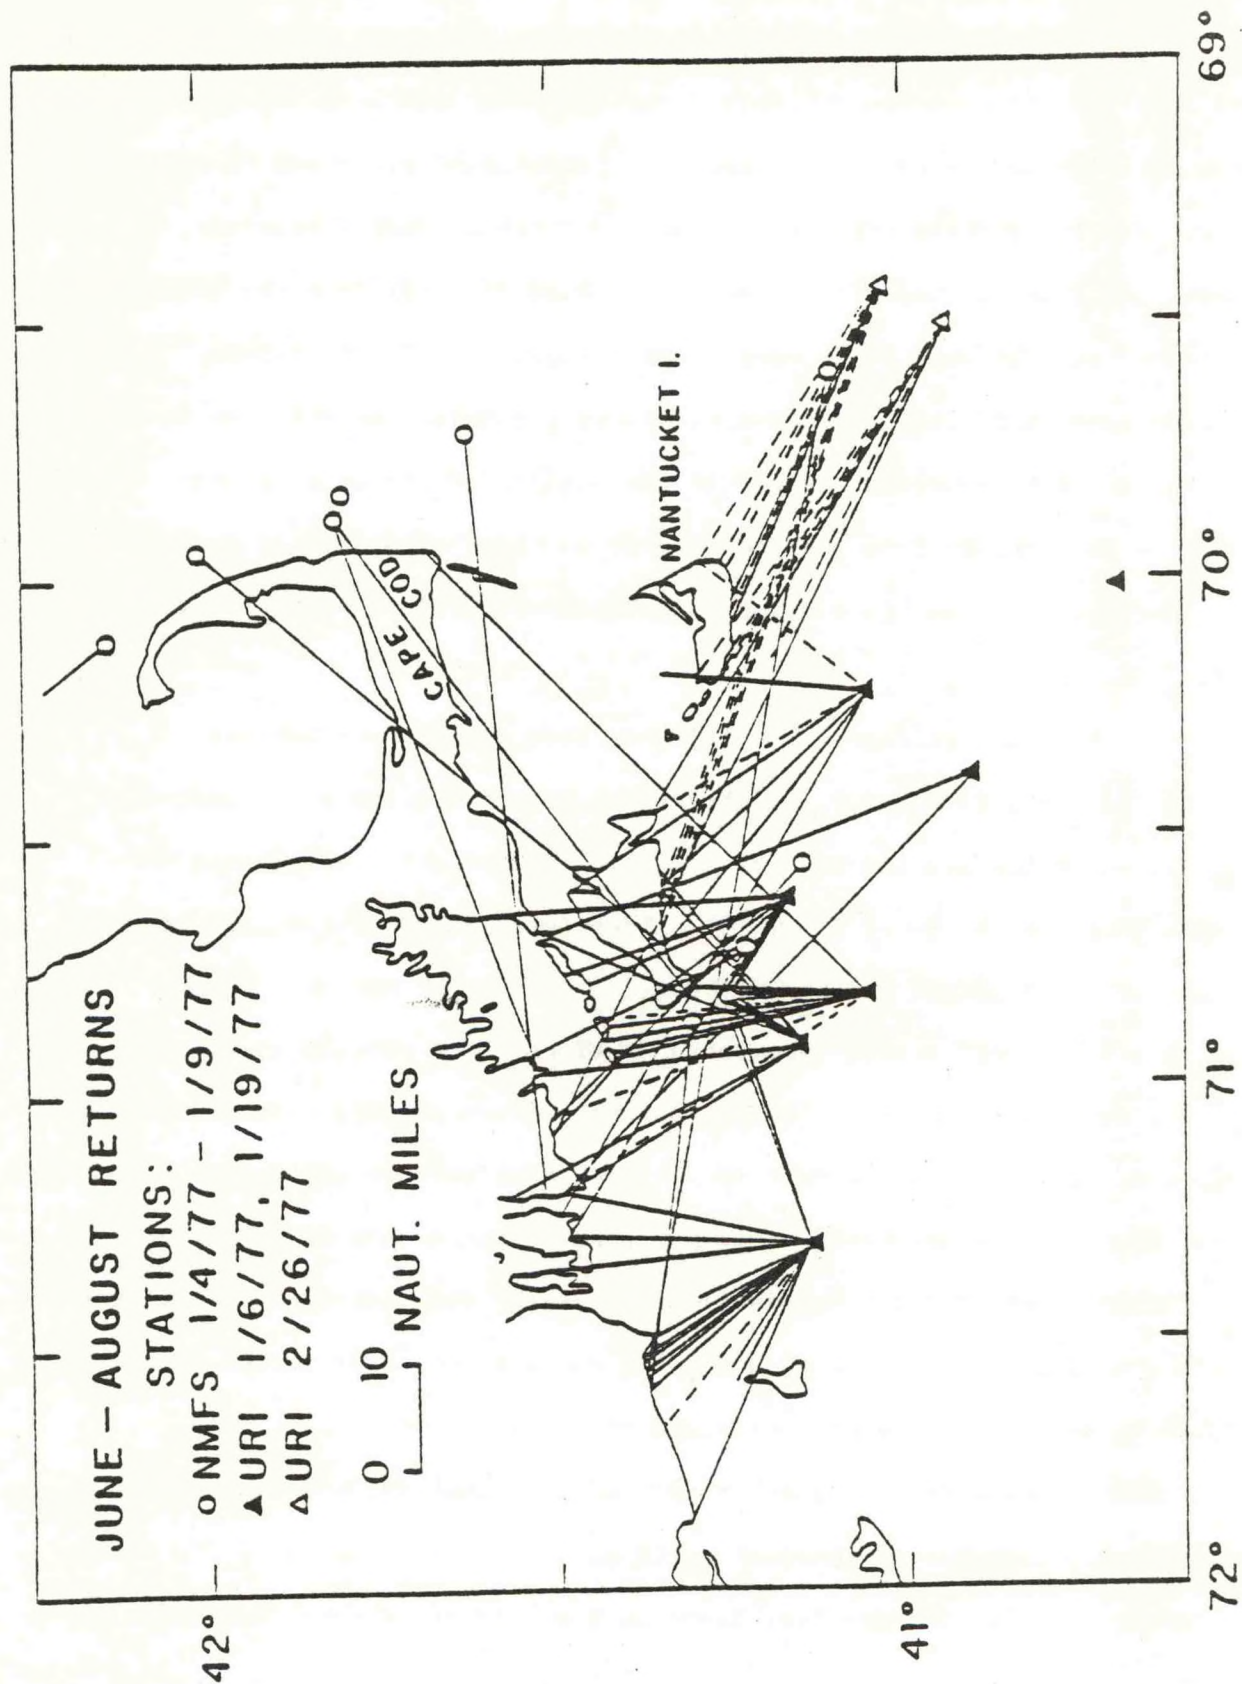 JUNE – AUGUST RETURNS
STATIONS:
o NMFS 1/4/77 – 1/9/77
▲ URI 1/6/77, 1/19/77
△ URI 2/26/77
0 10
NAUT. MILES
CAPE COD
NANTUCKET I.
42°
41°
72°
71°
70°
69°